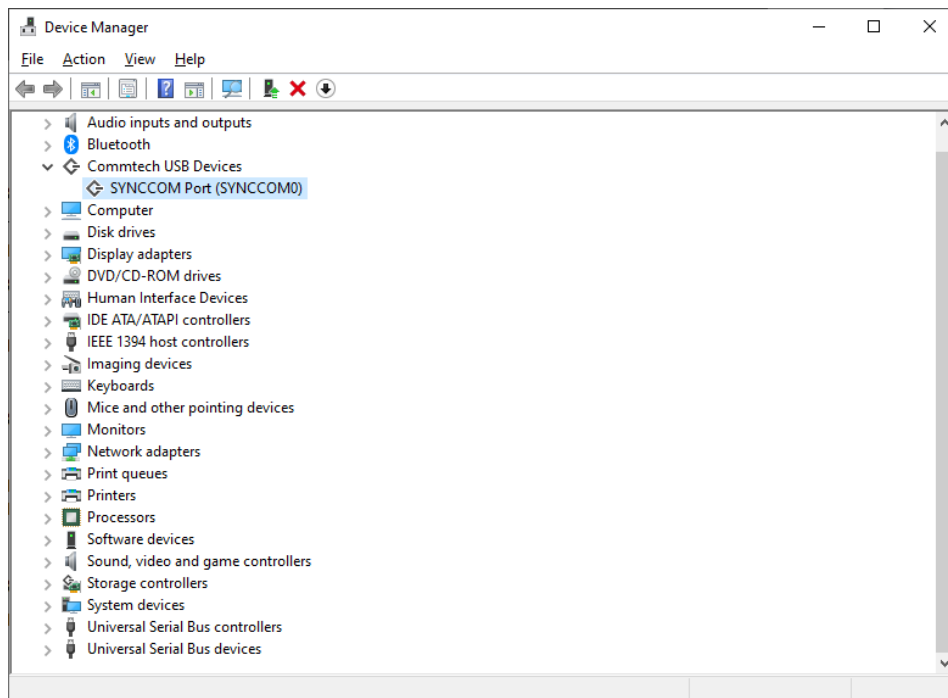 Device Manager
File Action View Help
Audio inputs and outputs
Bluetooth
Commtech USB Devices
SYNCCOM Port (SYNCCOM0)
Computer
Disk drives
Display adapters
DVD/CD-ROM drives
Human Interface Devices
IDE ATA/ATAPI controllers
IEEE 1394 host controllers
Imaging devices
Keyboards
Mice and other pointing devices
Monitors
Network adapters
Print queues
Printers
Processors
Software devices
Sound, video and game controllers
Storage controllers
System devices
Universal Serial Bus controllers
Universal Serial Bus devices